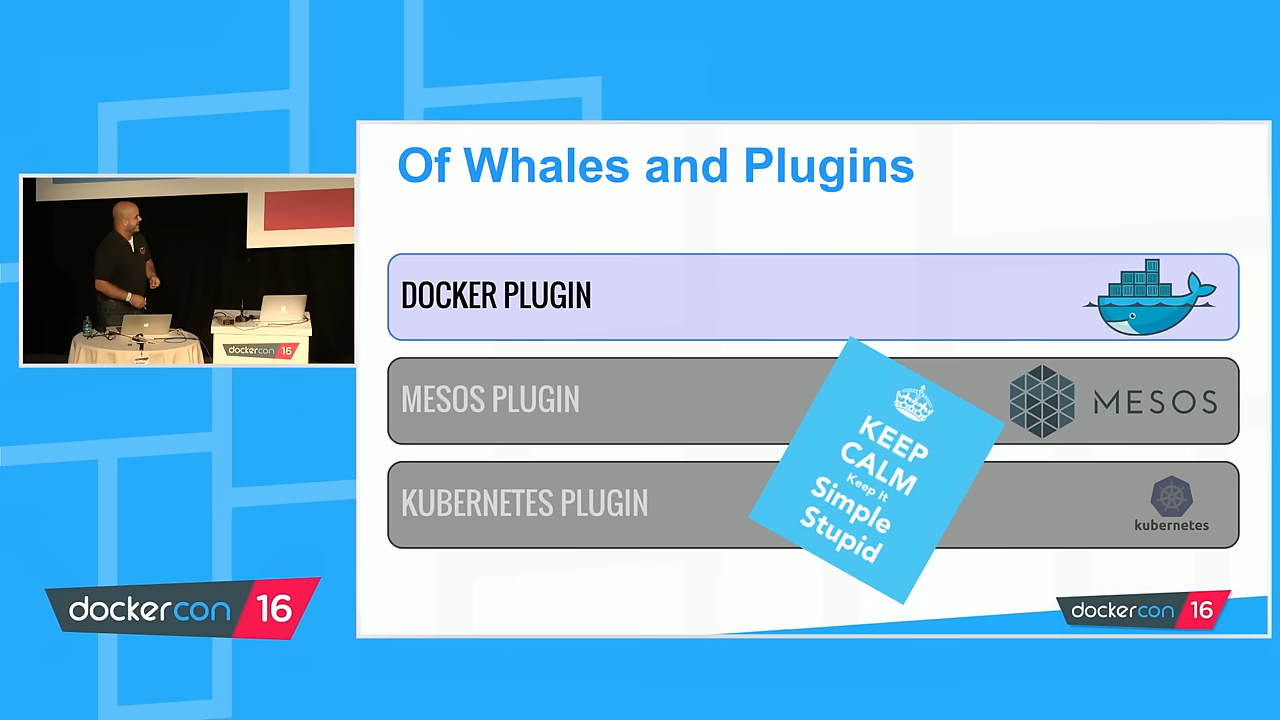 Of Whales and Plugins
DOCKER PLUGIN
MESOS PLUGIN
MESOS
KUBERNETES PLUGIN
kubernetes
KEEP
CALM
Keep It
Simple
Stupid
dockercon 16
dockercon 16
dockercon 16